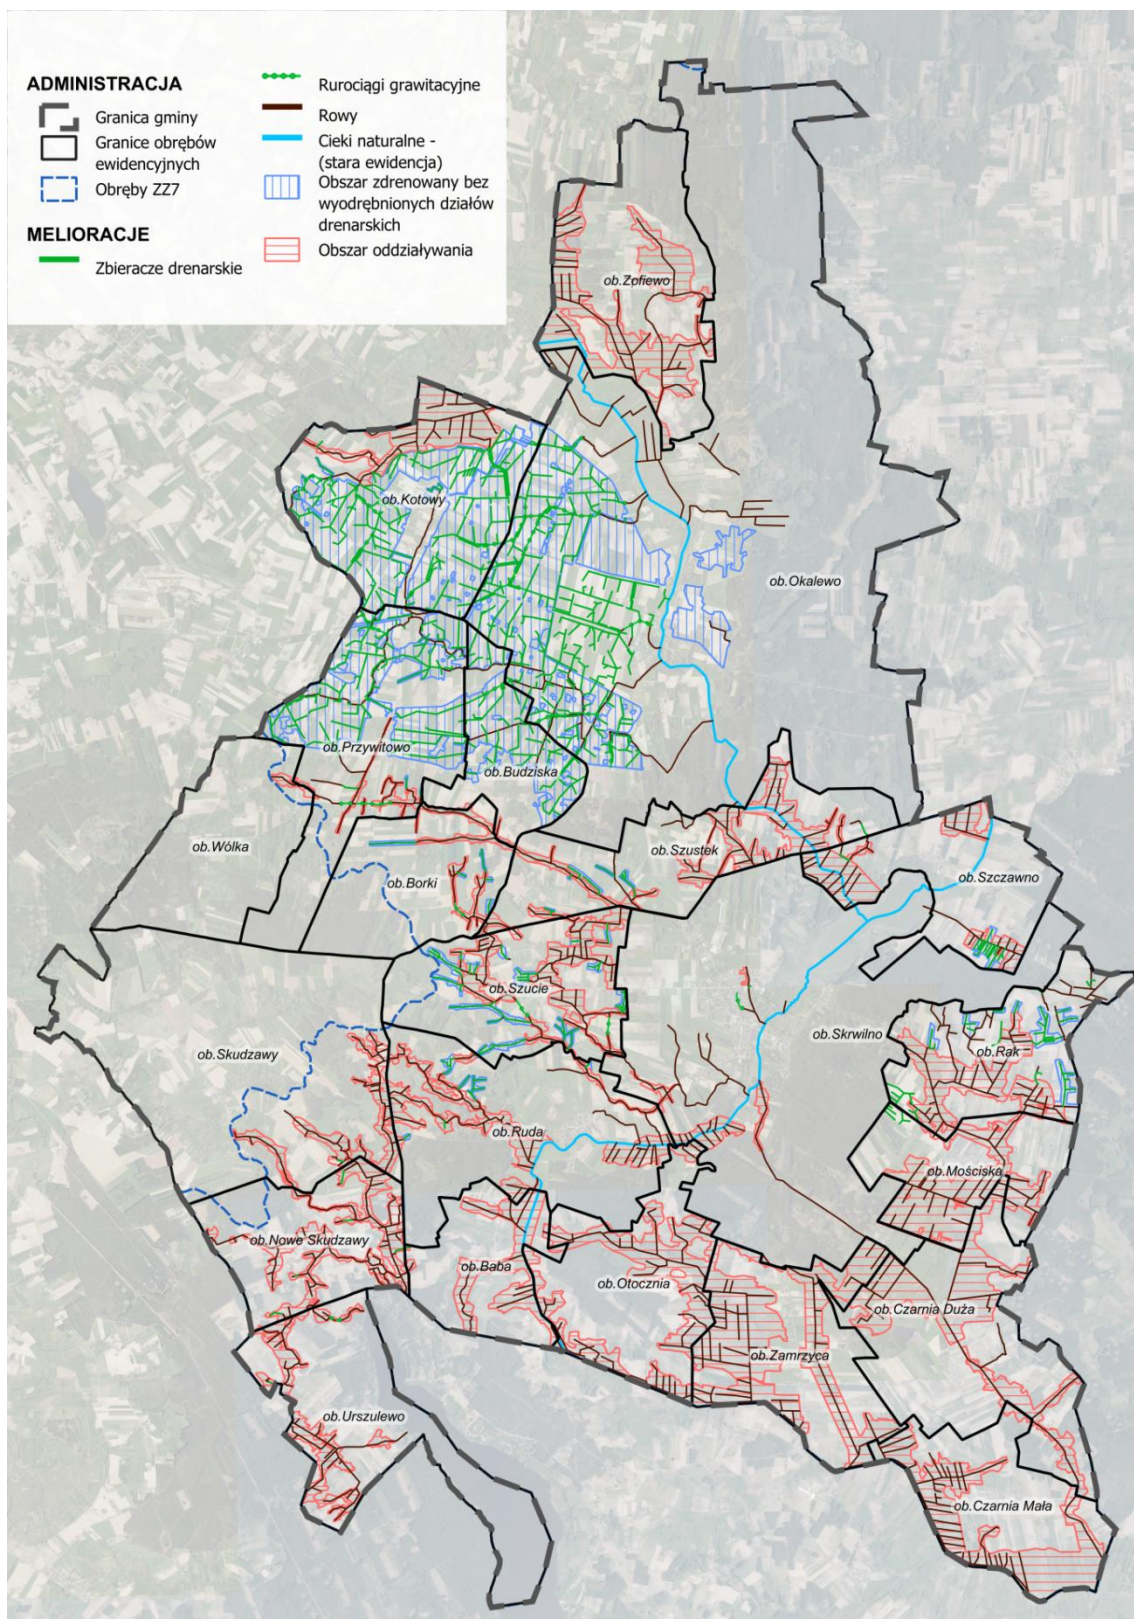 ADMINISTRACJA
Granica gminy
Granice obrębów
ewidencyjnych
Obręby ZZ7
MELIORACJE
Zbieracze drenarskie
Rurociągi grawitacyjne
Rowy
Cieki naturalne -
(stara ewidencja)
Obszar zdrenowany bez
wyodrębnionych działów
drenarskich
Obszar oddziaływania
ob.Zpfiewo
ob.Kotowy
ob.Okalewo
ob.Przywitowo
ob.Budziska
ob.Wólka
ob.Szustek
ob.Borki
ob.Szczawno
ob.Szucie
ob.Skrwilno
ob.Rak
ob.Skudzawy
ob.Ruda
ob.Mościska
ob.Nowe Skudzawy
ob.Baba
ob.Otocznia
ob.Czarnia Duża
ob.Zamrzyca
ob.Urszulewo
ob.Czarnia Mała